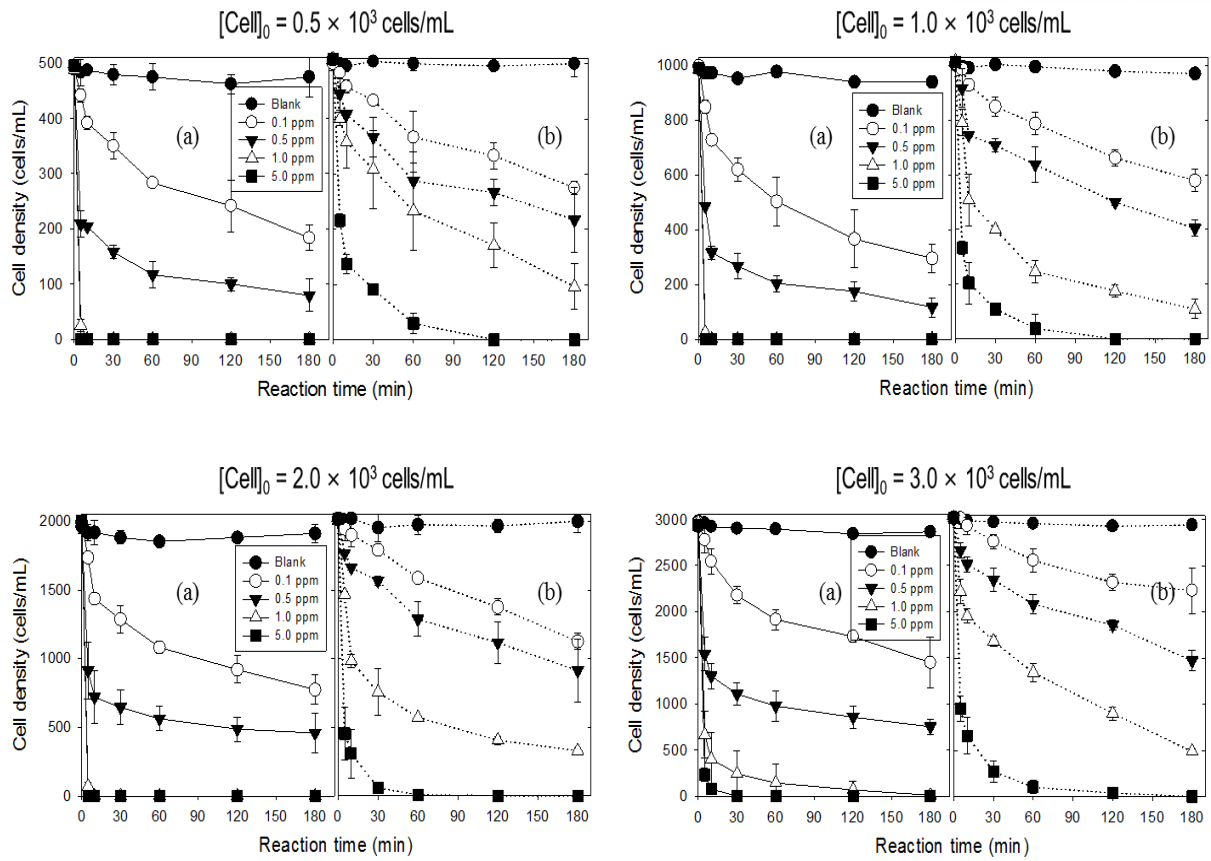 [Cell]₀ = 0.5 × 10³ cells/mL
Cell density (cells/mL)
500
400
300
200
100
0
(a)
Blank
0.1 ppm
0.5 ppm
1.0 ppm
5.0 ppm
(b)
0 30 60 90 120 150 180 0 30 60 90 120 150 180
Reaction time (min)
[Cell]₀ = 1.0 × 10³ cells/mL
Cell density (cells/mL)
1000
800
600
400
200
0
(a)
Blank
0.1 ppm
0.5 ppm
1.0 ppm
5.0 ppm
(b)
0 30 60 90 120 150 180 0 30 60 90 120 150 180
Reaction time (min)
[Cell]₀ = 2.0 × 10³ cells/mL
Cell density (cells/mL)
2000
1500
1000
500
0
(a)
Blank
0.1 ppm
0.5 ppm
1.0 ppm
5.0 ppm
(b)
0 30 60 90 120 150 180 0 30 60 90 120 150 180
Reaction time (min)
[Cell]₀ = 3.0 × 10³ cells/mL
Cell density (cells/mL)
3000
2500
2000
1500
1000
500
0
(a)
Blank
0.1 ppm
0.5 ppm
1.0 ppm
5.0 ppm
(b)
0 30 60 90 120 150 180 0 30 60 90 120 150 180
Reaction time (min)